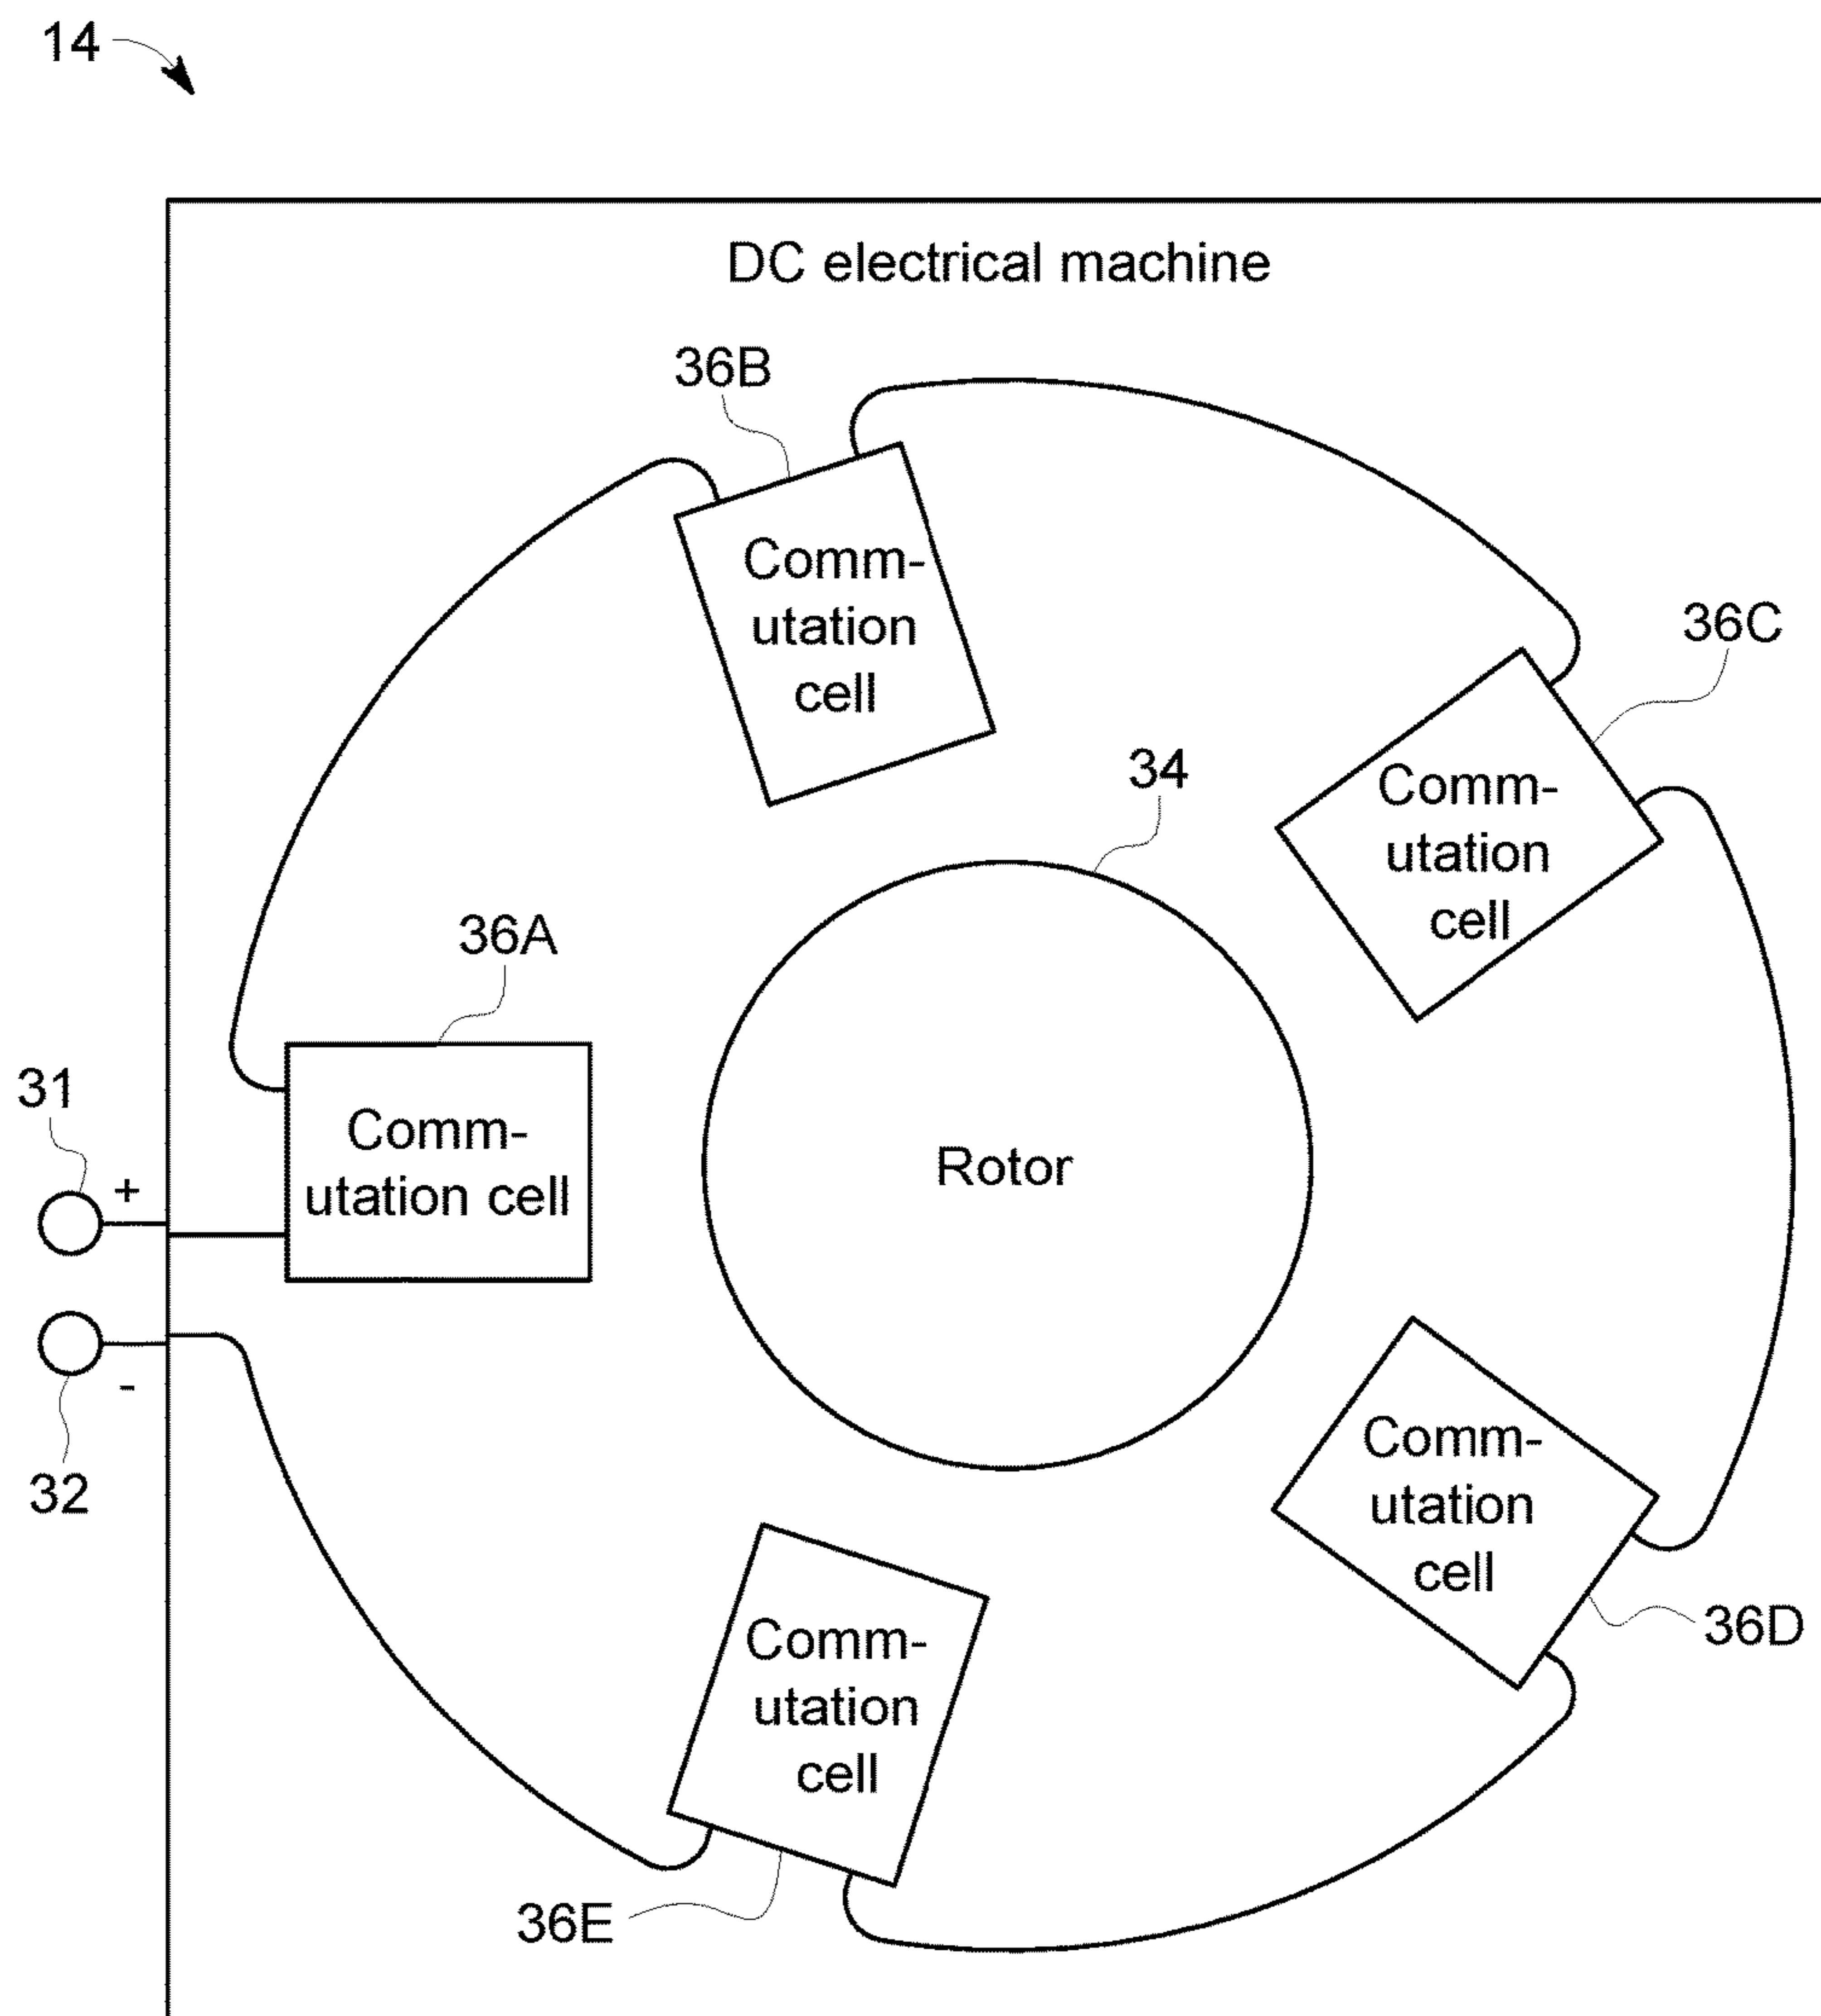 14
DC electrical machine
36B
Comm-
utation
cell
36C
Comm-
utation
cell
34
36A
Comm-
utation cell
31
+
Rotor
-
32
Comm-
utation
cell
36D
Comm-
utation
cell
36E